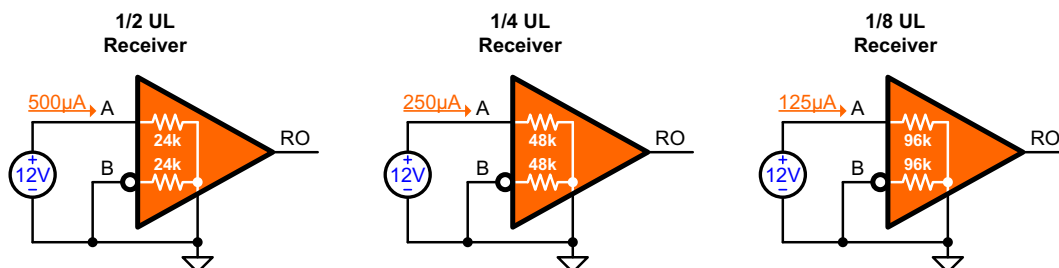 1/2 UL
Receiver
500µA
A
24k
24k
B
RO
+
12V
−
1/4 UL
Receiver
250µA
A
48k
48k
B
RO
+
12V
−
1/8 UL
Receiver
125µA
A
96k
96k
B
RO
+
12V
−